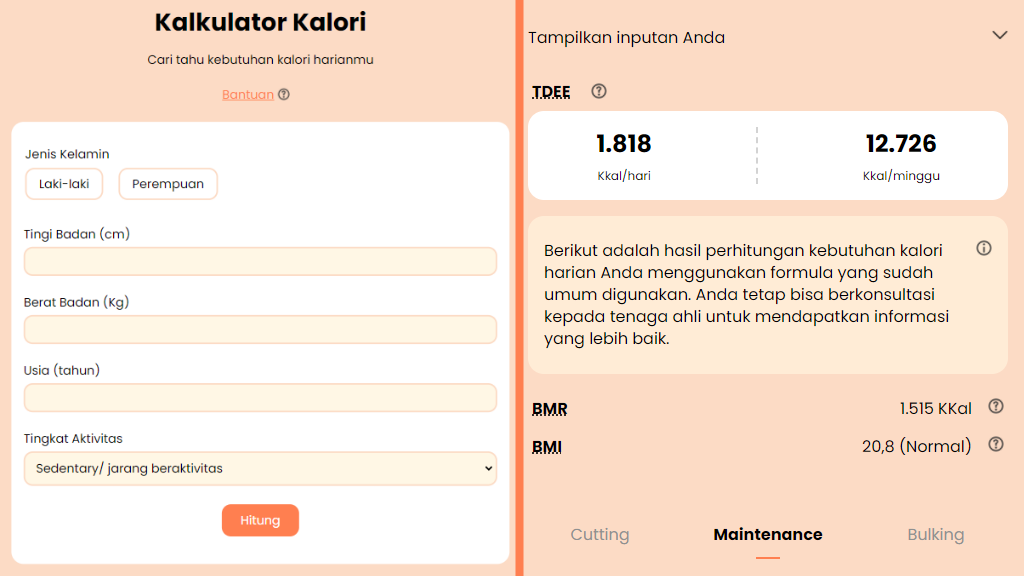 Kalkulator Kalori
Cari tahu kebutuhan kalori harianmu
Bantuan
Jenis Kelamin
Laki-laki
Perempuan
Tingi Badan (cm)
Berat Badan (Kg)
Usia (tahun)
Tingkat Aktivitas
Sedentary/ jarang beraktivitas
Hitung
Tampilkan inputan Anda
TDEE
1.818
Kkal/hari
12.726
Kkal/minggu
Berikut adalah hasil perhitungan kebutuhan kalori
harian Anda menggunakan formula yang sudah
umum digunakan. Anda tetap bisa berkonsultasi
kepada tenaga ahli untuk mendapatkan informasi
yang lebih baik.
BMR 1.515 KKal
BMI 20,8 (Normal)
Cutting Maintenance Bulking